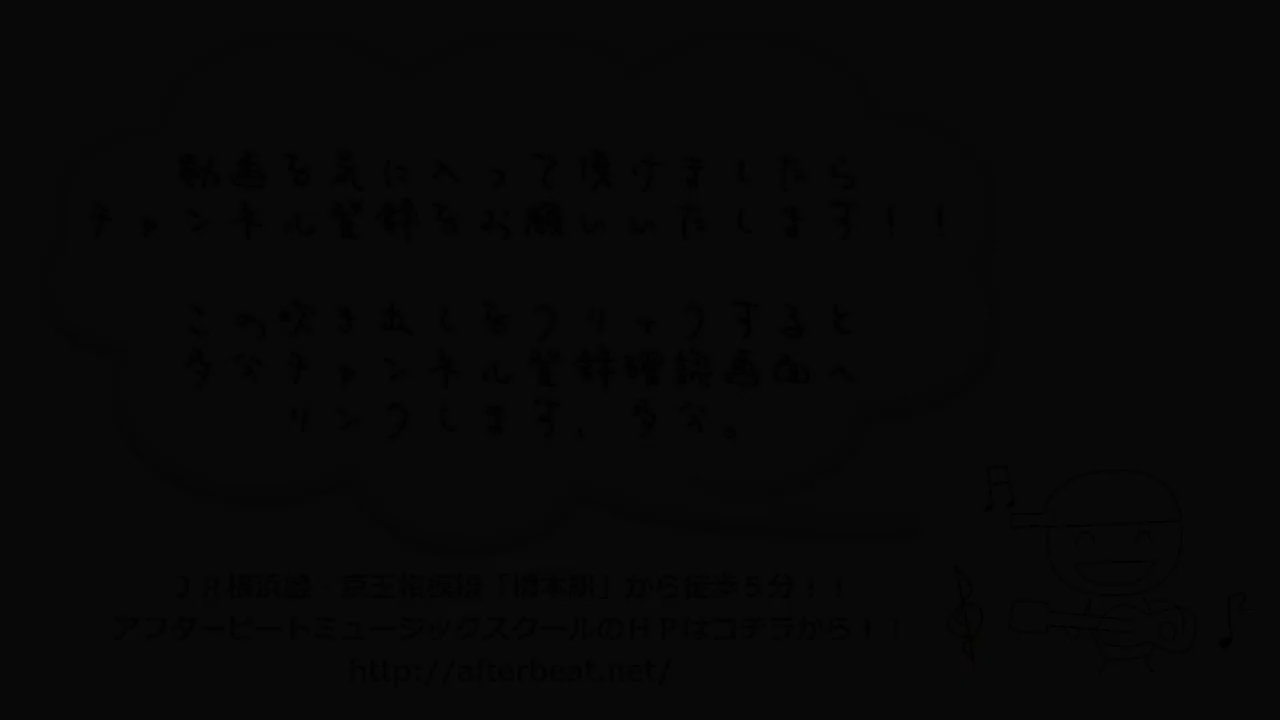 動画を気に入って頂けましたら
チャンネル登録をお願いいたします！！
この吹き出しをクリックすると
多分チャンネル登録確認画面へ
リンクします、多分。
ＪＲ横浜線・京王相模線「橋本駅」から徒歩５分！！
アフタービートミュージックスクールのＨＰはコチラから！！
http://afterbeat.net/